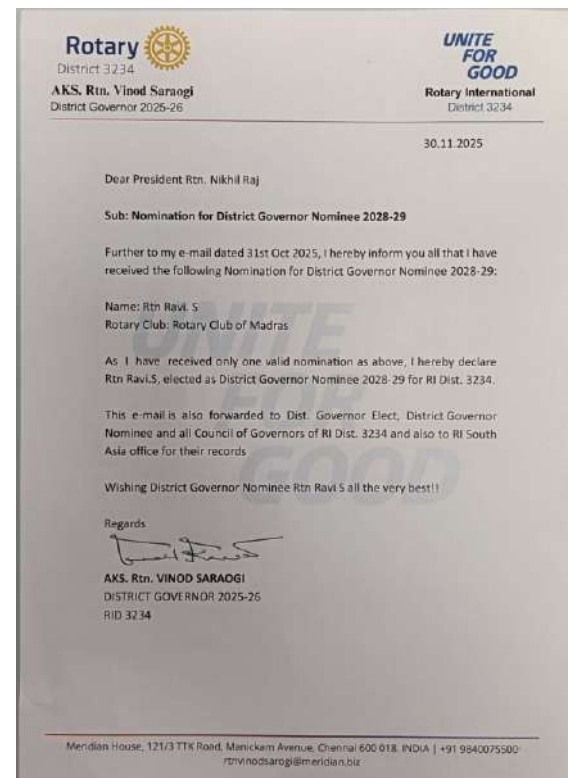 Rotary
District 3234
AKS. Rtn. Vinod Saraogi
District Governor 2025-26
UNITE
FOR
GOOD
Rotary International
District 3234
30.11.2025
Dear President Rtn. Nikhil Raj
Sub: Nomination for District Governor Nominee 2028-29
Further to my e-mail dated 31st Oct 2025, I hereby inform you all that I have
received the following Nomination for District Governor Nominee 2028-29:
Name: Rtn Ravi. S
Rotary Club: Rotary Club of Madras
As I have received only one valid nomination as above, I hereby declare
Rtn Ravi.S, elected as District Governor Nominee 2028-29 for RI Dist. 3234.
This e-mail is also forwarded to Dist. Governor Elect, District Governor
Nominee and all Council of Governors of RI Dist. 3234 and also to RI South
Asia office for their records
Wishing District Governor Nominee Rtn Ravi S all the very best!!
UNITE
FOR
GOOD
Regards
AKS. Rtn. VINOD SARAOGI
DISTRICT GOVERNOR 2025-26
RID 3234
Meridian House, 121/3 TTK Road, Manickam Avenue, Chennai 600 018. INDIA | +91 9840075500
rtnvinodsarogi@meridian.biz